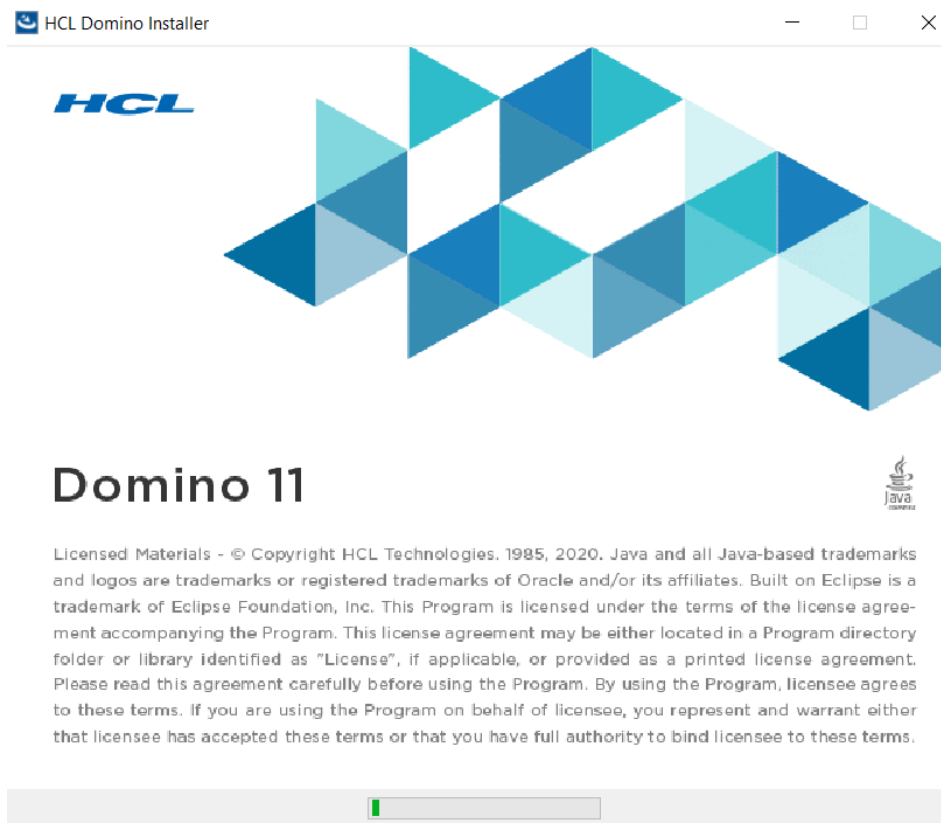 HCL Domino Installer
HCL
Domino 11
Java
Licensed Materials - © Copyright HCL Technologies. 1985, 2020. Java and all Java-based trademarks
and logos are trademarks or registered trademarks of Oracle and/or its affiliates. Built on Eclipse is a
trademark of Eclipse Foundation, Inc. This Program is licensed under the terms of the license agree-
ment accompanying the Program. This license agreement may be either located in a Program directory
folder or library identified as "License", if applicable, or provided as a printed license agreement.
Please read this agreement carefully before using the Program. By using the Program, licensee agrees
to these terms. If you are using the Program on behalf of licensee, you represent and warrant either
that licensee has accepted these terms or that you have full authority to bind licensee to these terms.